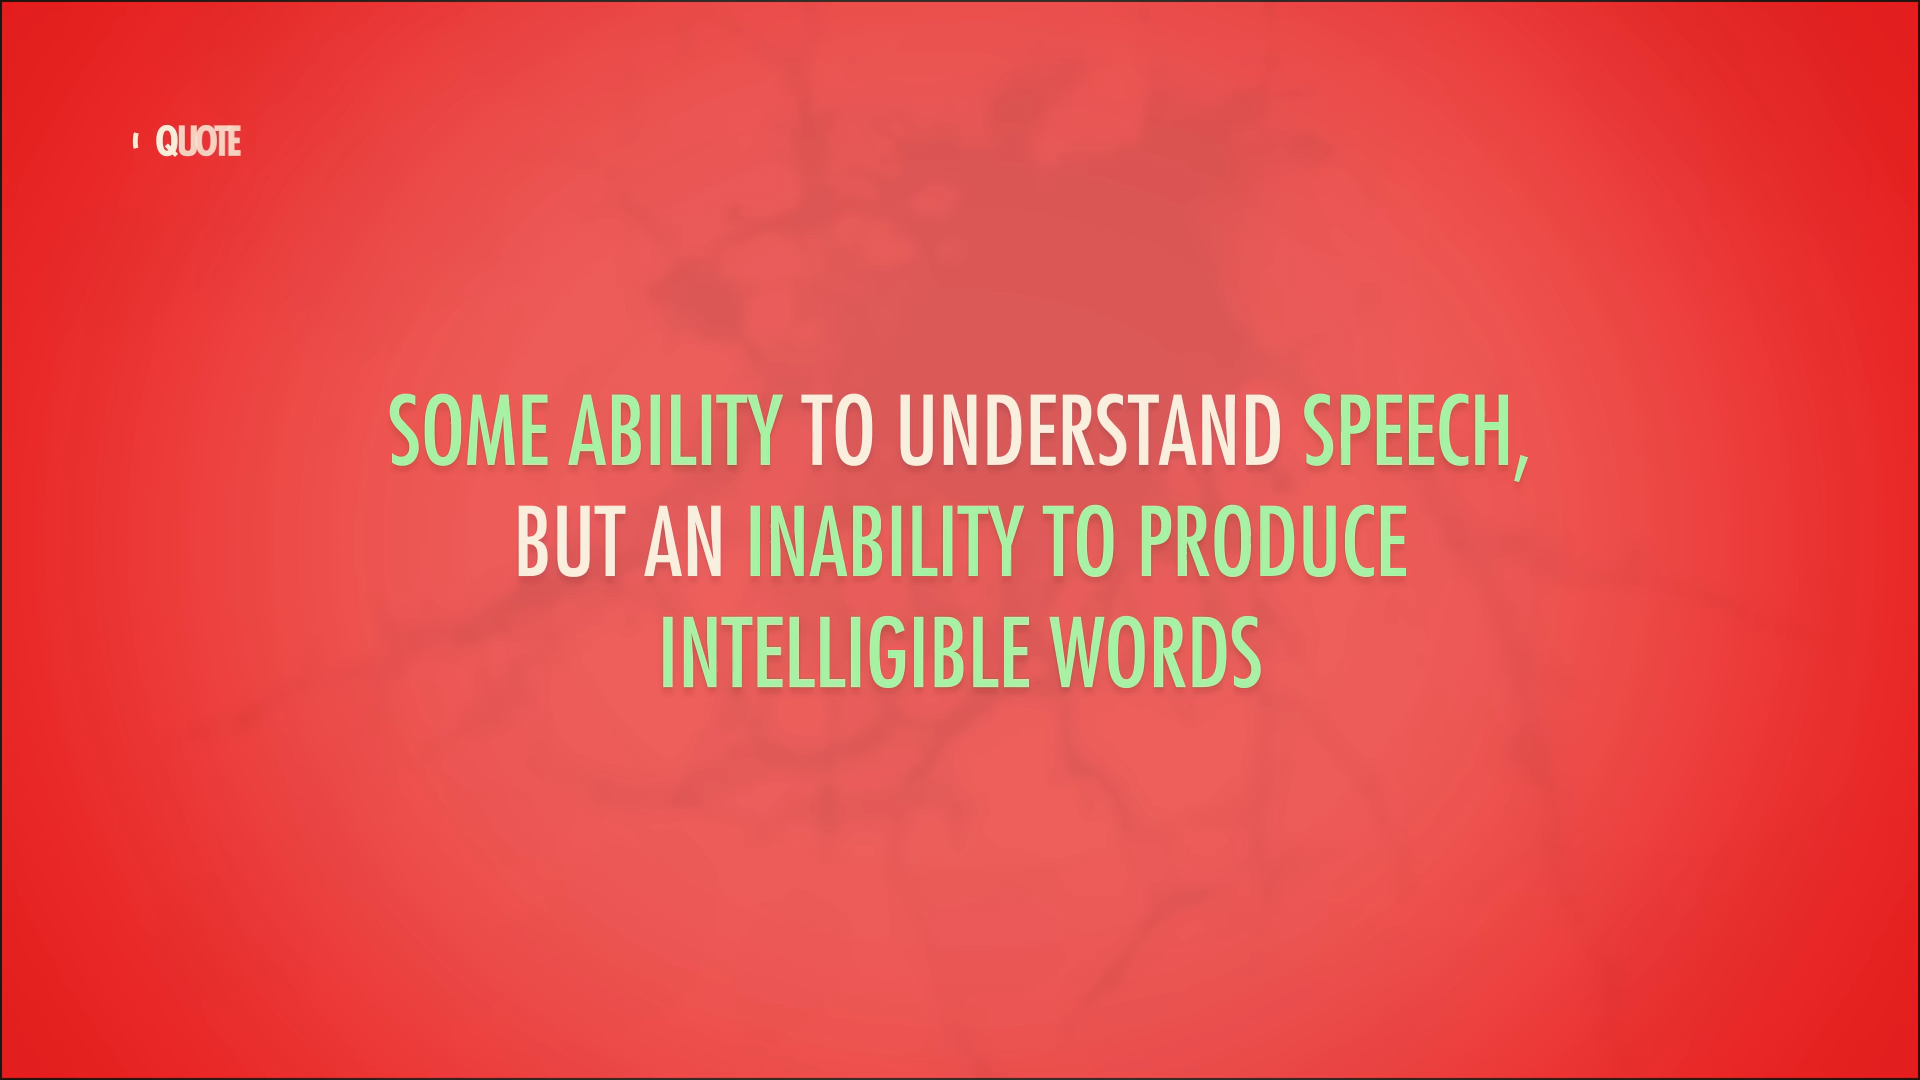 QUOTE
SOME ABILITY TO UNDERSTAND SPEECH,
BUT AN INABILITY TO PRODUCE
INTELLIGIBLE WORDS